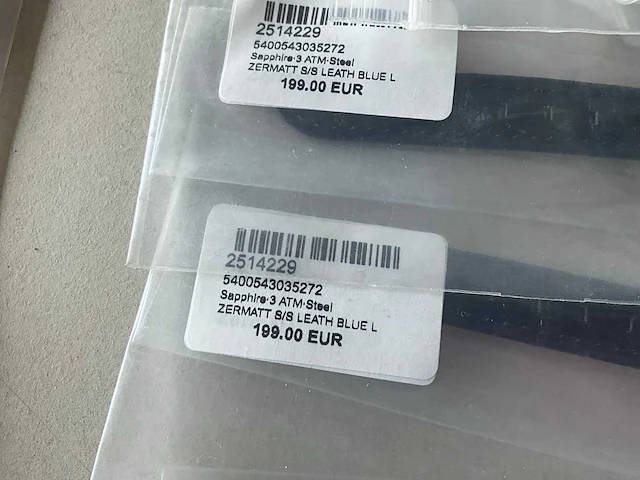 2514229
5400543035272
Sapphire·3 ATM·Steel
ZERMATT S/S LEATH BLUE L
199.00 EUR
2514229
5400543035272
Sapphire·3 ATM·Steel
ZERMATT S/S LEATH BLUE L
199.00 EUR